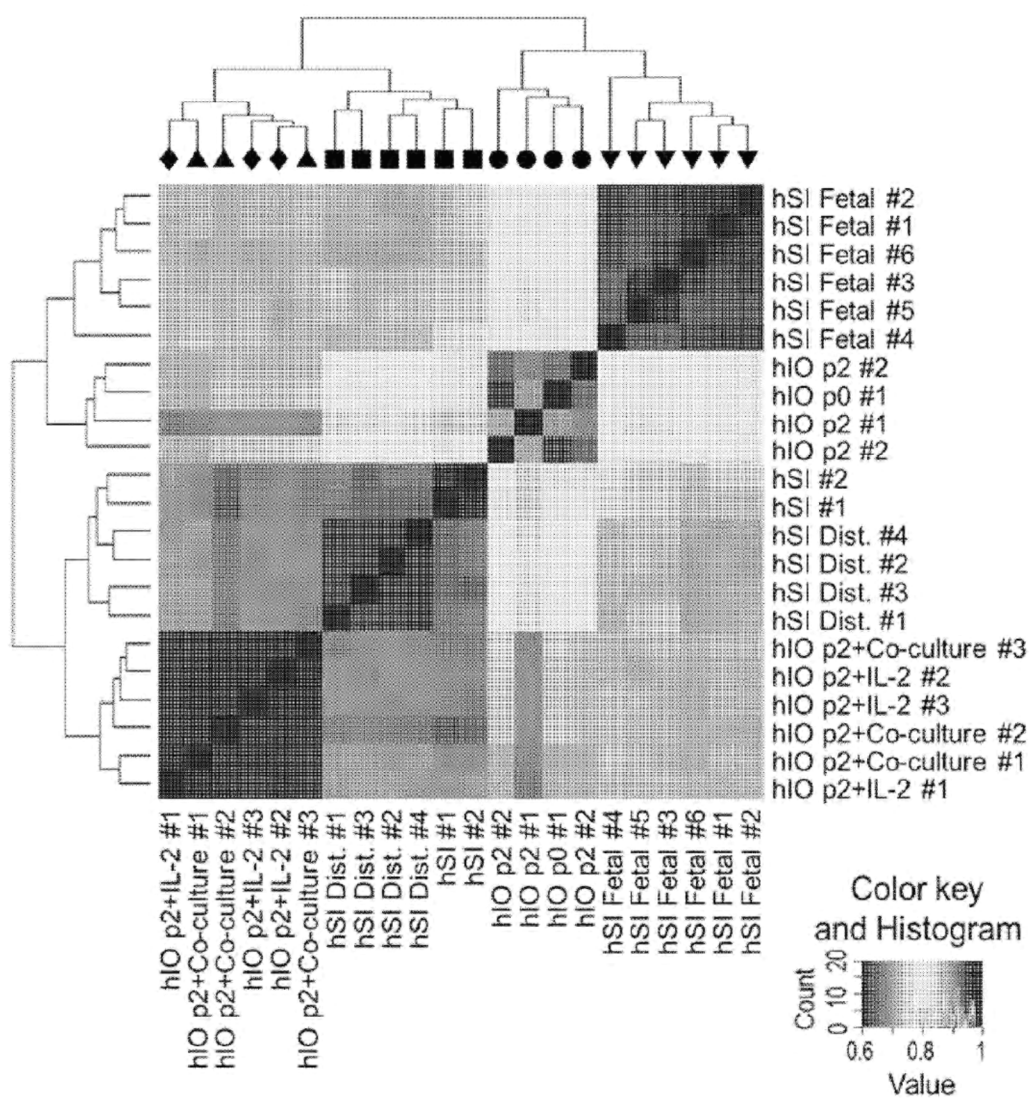 hSI Fetal #2
hSI Fetal #1
hSI Fetal #6
hSI Fetal #3
hSI Fetal #5
hSI Fetal #4
hIO p2 #2
hIO p0 #1
hIO p2 #1
hIO p2 #2
hSI #2
hSI #1
hSI Dist. #4
hSI Dist. #2
hSI Dist. #3
hSI Dist. #1
hIO p2+Co-culture #3
hIO p2+IL-2 #2
hIO p2+IL-2 #3
hIO p2+Co-culture #2
hIO p2+Co-culture #1
hIO p2+IL-2 #1
hIO p2+IL-2 #1
hIO p2+Co-culture #1
hIO p2+Co-culture #2
hIO p2+IL-2 #3
hIO p2+IL-2 #2
hIO p2+Co-culture #3
hSI Dist. #1
hSI Dist. #3
hSI Dist. #2
hSI Dist. #4
hSI #1
hSI #2
hIO p2 #2
hIO p2 #1
hIO p0 #1
hIO p2 #2
hSI Fetal #4
hSI Fetal #5
hSI Fetal #3
hSI Fetal #6
hSI Fetal #1
hSI Fetal #2
Color key
and Histogram
Count
0 10 20
0.6 0.8 1
Value